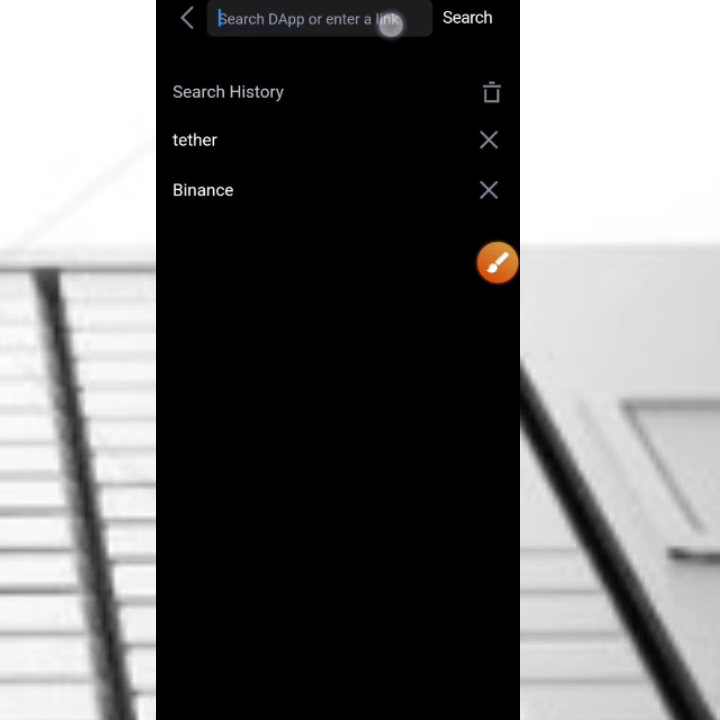 Search DApp or enter a link
Search
Search History
tether
Binance